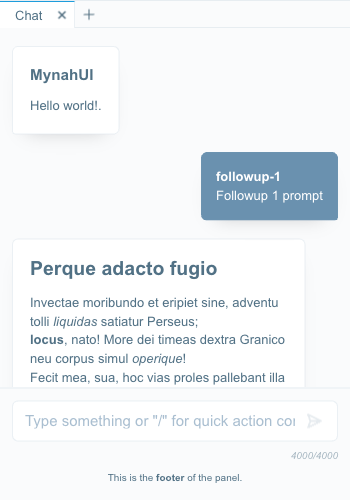 Chat
MynahUI
Hello world!.
followup-1
Followup 1 prompt
Perque adacto fugio
Invectae moribundo et eripiet sine, adventu
tolli liquidas satiatur Perseus;
locus, nato! More dei timeas dextra Granico
neu corpus simul operique!
Fecit mea, sua, hoc vias proles pallebant illa
Type something or "/" for quick action
4000/4000
This is the footer of the panel.